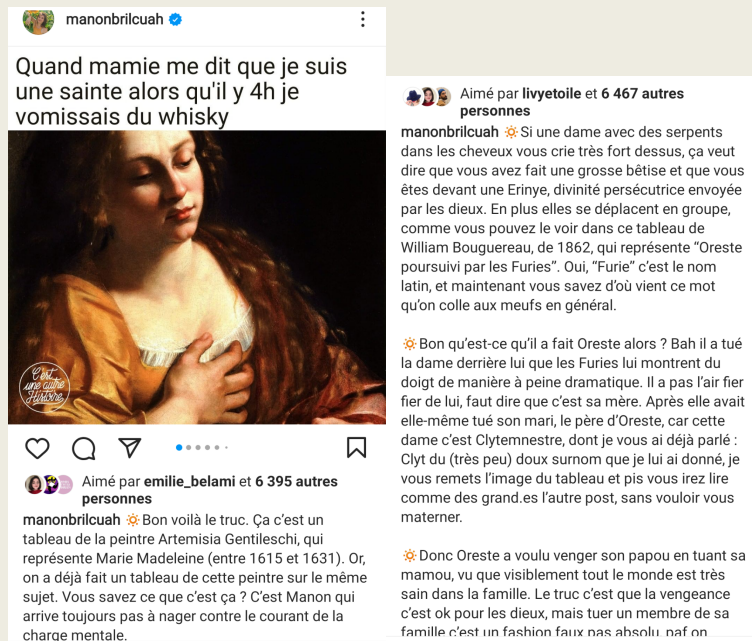 manonbrilcuah
Quand mamie me dit que je suis
une sainte alors qu'il y 4h je
vomissais du whisky
C'est
une autre
Histoire!
Aimé par emilie_belami et 6 395 autres
personnes
manonbrilcuah 🔅Bon voilà le truc. Ça c'est un
tableau de la peintre Artemisia Gentileschi, qui
représente Marie Madeleine (entre 1615 et 1631). Or,
on a déjà fait un tableau de cette peintre sur le même
sujet. Vous savez ce que c'est ça ? C'est Manon qui
arrive toujours pas à nager contre le courant de la
charge mentale.
Aimé par livyetoile et 6 467 autres
personnes
manonbrilcuah 🔅Si une dame avec des serpents
dans les cheveux vous crie très fort dessus, ça veut
dire que vous avez fait une grosse bêtise et que vous
êtes devant une Erinye, divinité persécutrice envoyée
par les dieux. En plus elles se déplacent en groupe,
comme vous pouvez le voir dans ce tableau de
William Bouguereau, de 1862, qui représente "Oreste
poursuivi par les Furies". Oui, "Furie" c'est le nom
latin, et maintenant vous savez d'où vient ce mot
qu'on colle aux meufs en général.
🔅Bon qu'est-ce qu'il a fait Oreste alors ? Bah il a tué
la dame derrière lui que les Furies lui montrent du
doigt de manière à peine dramatique. Il a pas l'air fier
fier de lui, faut dire que c'est sa mère. Après elle avait
elle-même tué son mari, le père d'Oreste, car cette
dame c'est Clytemnestre, dont je vous ai déjà parlé :
Clyt du (très peu) doux surnom que je lui ai donné, je
vous remets l'image du tableau et pis vous irez lire
comme des grand.es l'autre post, sans vouloir vous
materner.
🔅Donc Oreste a voulu venger son papou en tuant sa
mamou, vu que visiblement tout le monde est très
sain dans la famille. Le truc c'est que la vengeance
c'est ok pour les dieux, mais tuer un membre de sa
famille c'est un fashion faux pas absolu, paf on